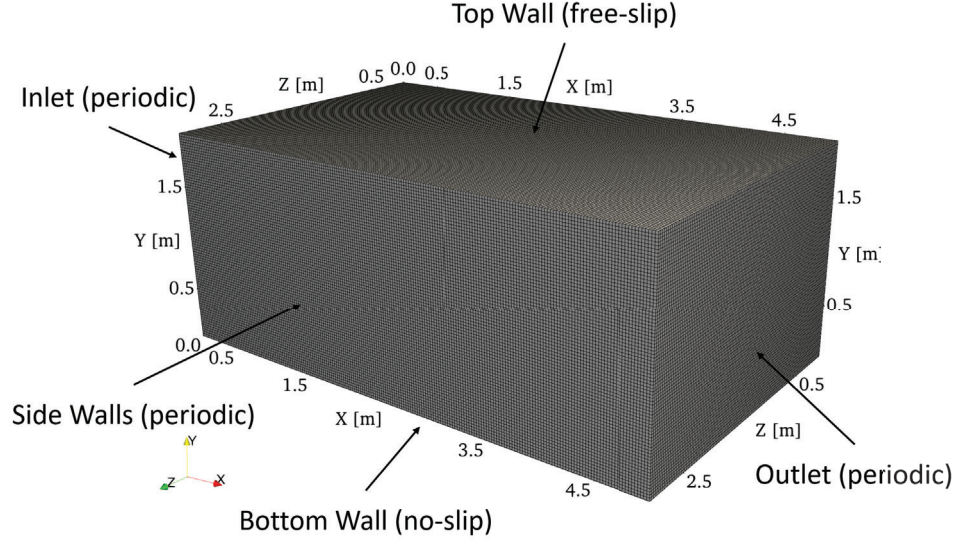 Top Wall (free-slip)
Z [m]
0.5
0.0
0.5
1.5
X [m]
Inlet (periodic)
2.5
3.5
4.5
1.5
1.5
Y [m]
Y [m]
0.5
0.5
0.0
0.5
1.5
0.5
Side Walls (periodic)
X [m]
Z [m]
3.5
Y
Z
X
4.5
2.5
Outlet (periodic)
Bottom Wall (no-slip)